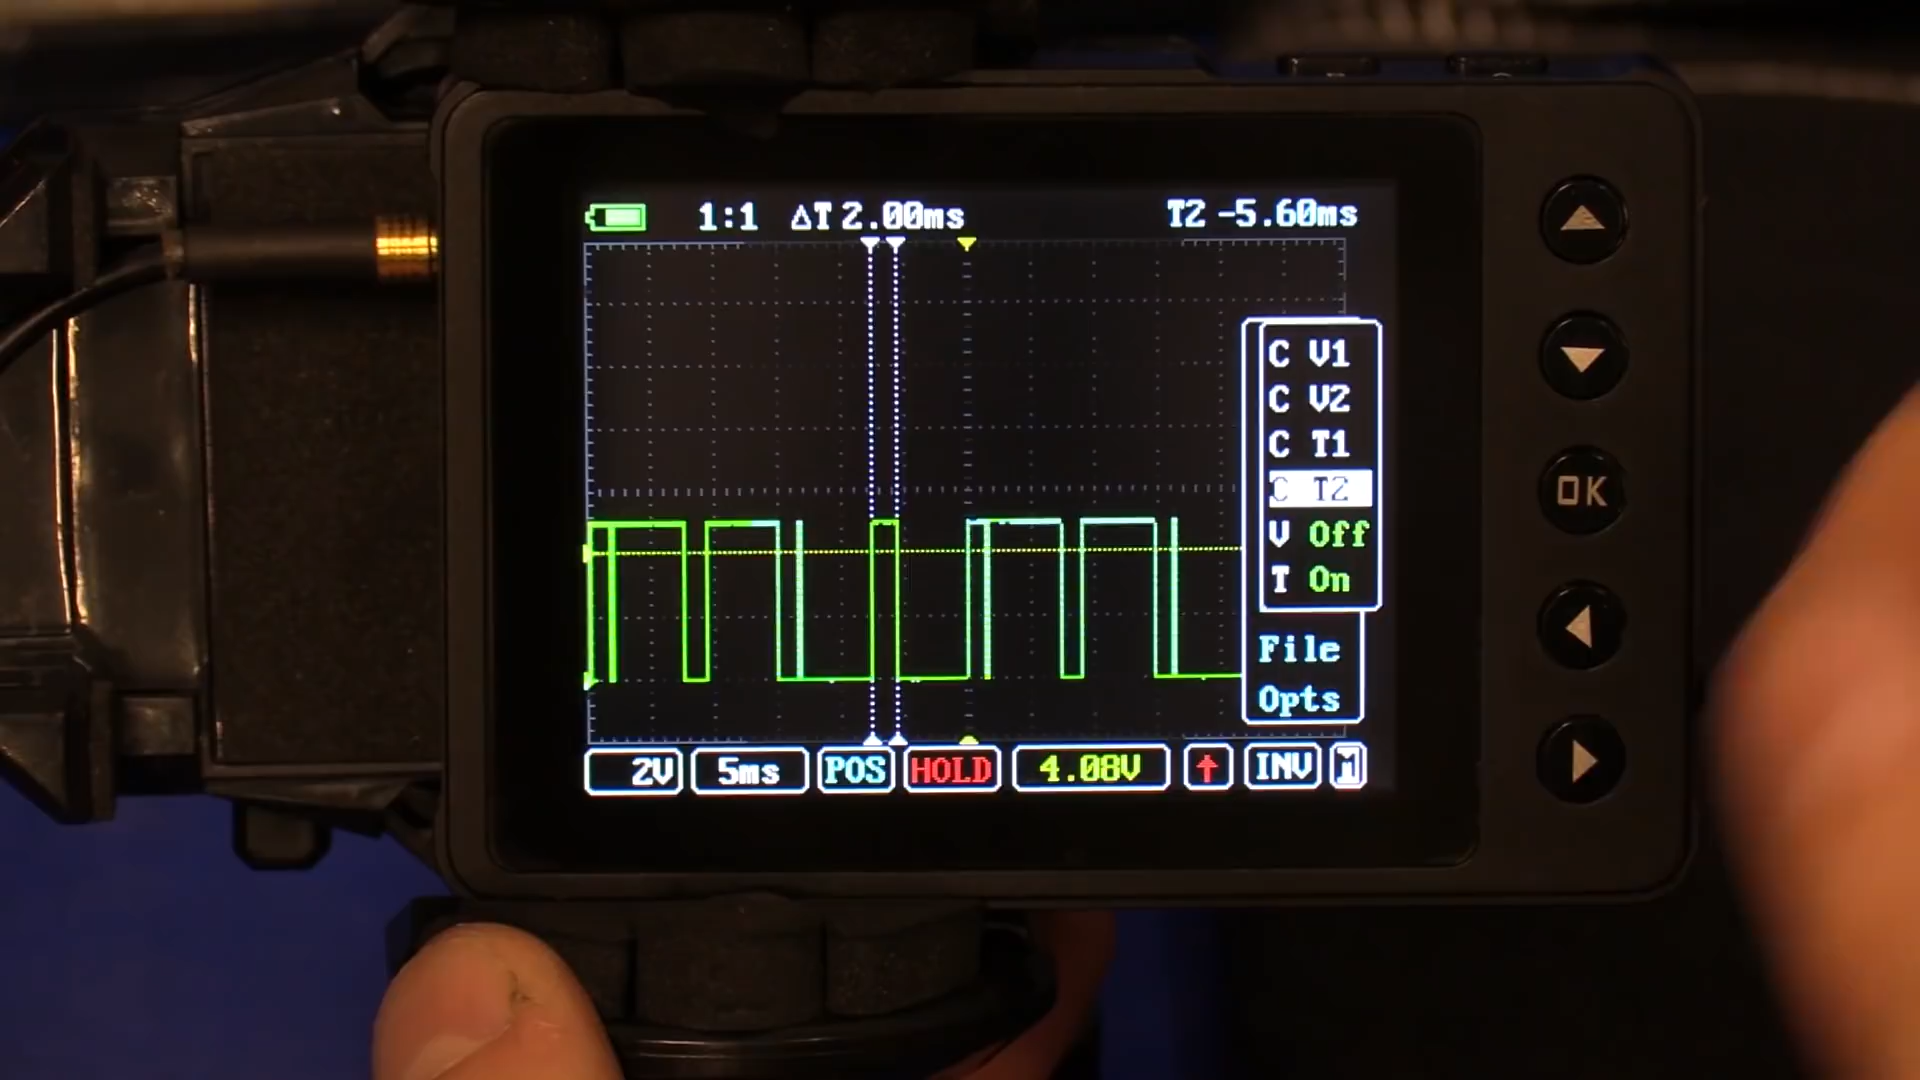 1:1 ΔT 2.00ms T2 -5.60ms
C V1
C V2
C T1
C T2
V Off
T On
File
Opts
2V 5ms POS HOLD 4.08V ↑ INV M
OK